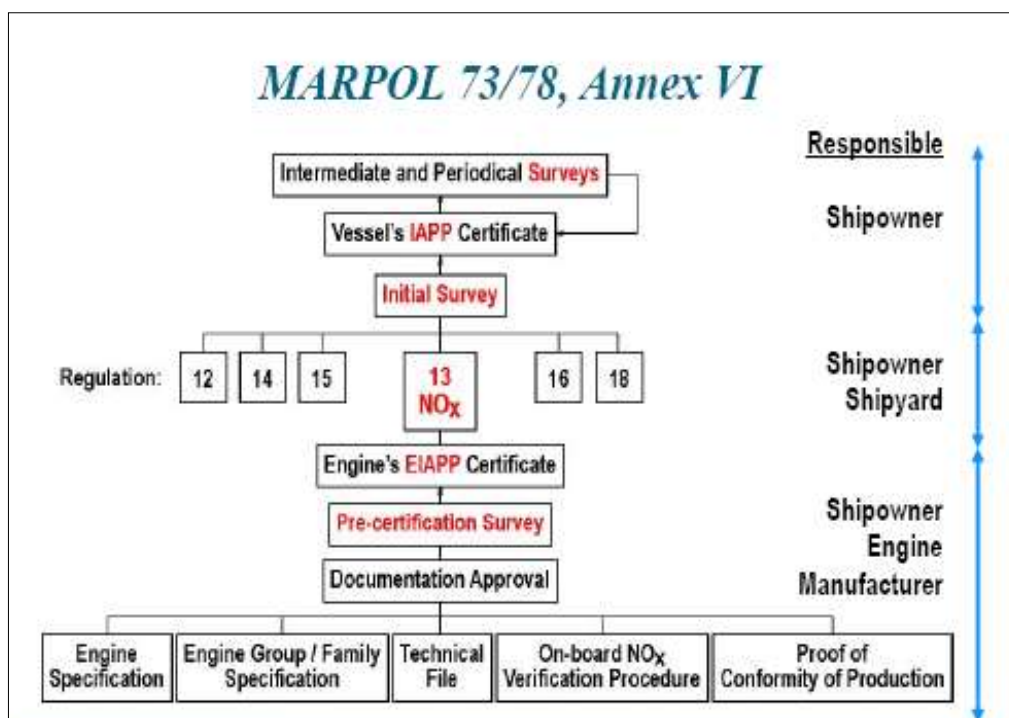 MARPOL 73/78, Annex VI
Responsible
Intermediate and Periodical Surveys
Vessel's IAPP Certificate
Shipowner
Initial Survey
Regulation:
12
14
15
13
NOx
16
18
Shipowner
Shipyard
Engine's EIAPP Certificate
Pre-certification Survey
Documentation Approval
Shipowner
Engine
Manufacturer
Engine
Specification
Engine Group / Family
Specification
Technical
File
On-board NOx
Verification Procedure
Proof of
Conformity of Production